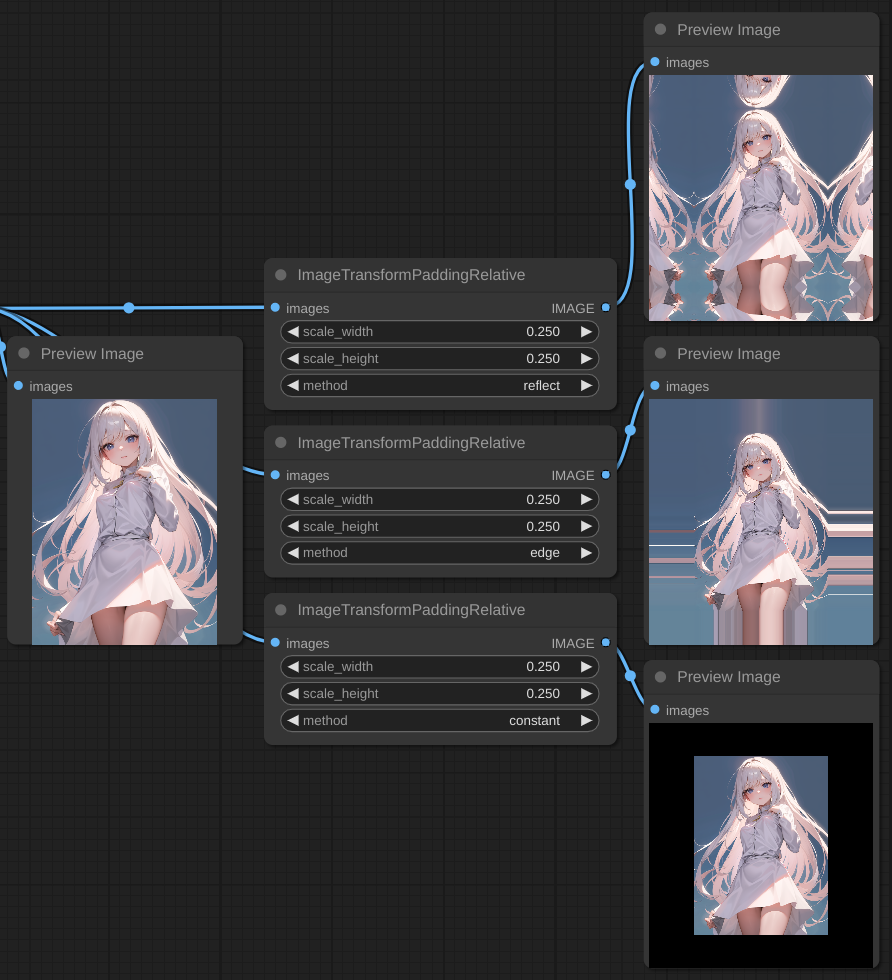 Preview Image
images
ImageTransformPaddingRelative
images IMAGE
scale_width 0.250
scale_height 0.250
method reflect
Preview Image
images
Preview Image
images
ImageTransformPaddingRelative
images IMAGE
scale_width 0.250
scale_height 0.250
method edge
ImageTransformPaddingRelative
images IMAGE
scale_width 0.250
scale_height 0.250
method constant
Preview Image
images